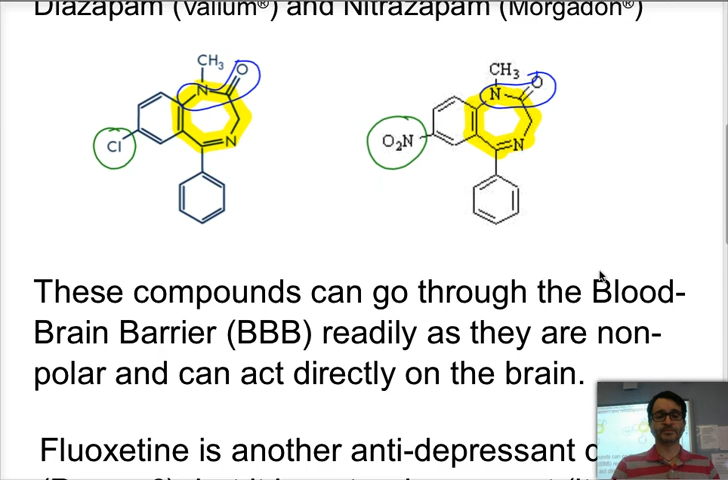 Diazapam (Valium®) and Nitrazapam (Morgadon®)
CH3 O
N
Cl
N
CH3 O
N
O2N
N
These compounds can go through the Blood-
Brain Barrier (BBB) readily as they are non-
polar and can act directly on the brain.
Fluoxetine is another anti-depressant